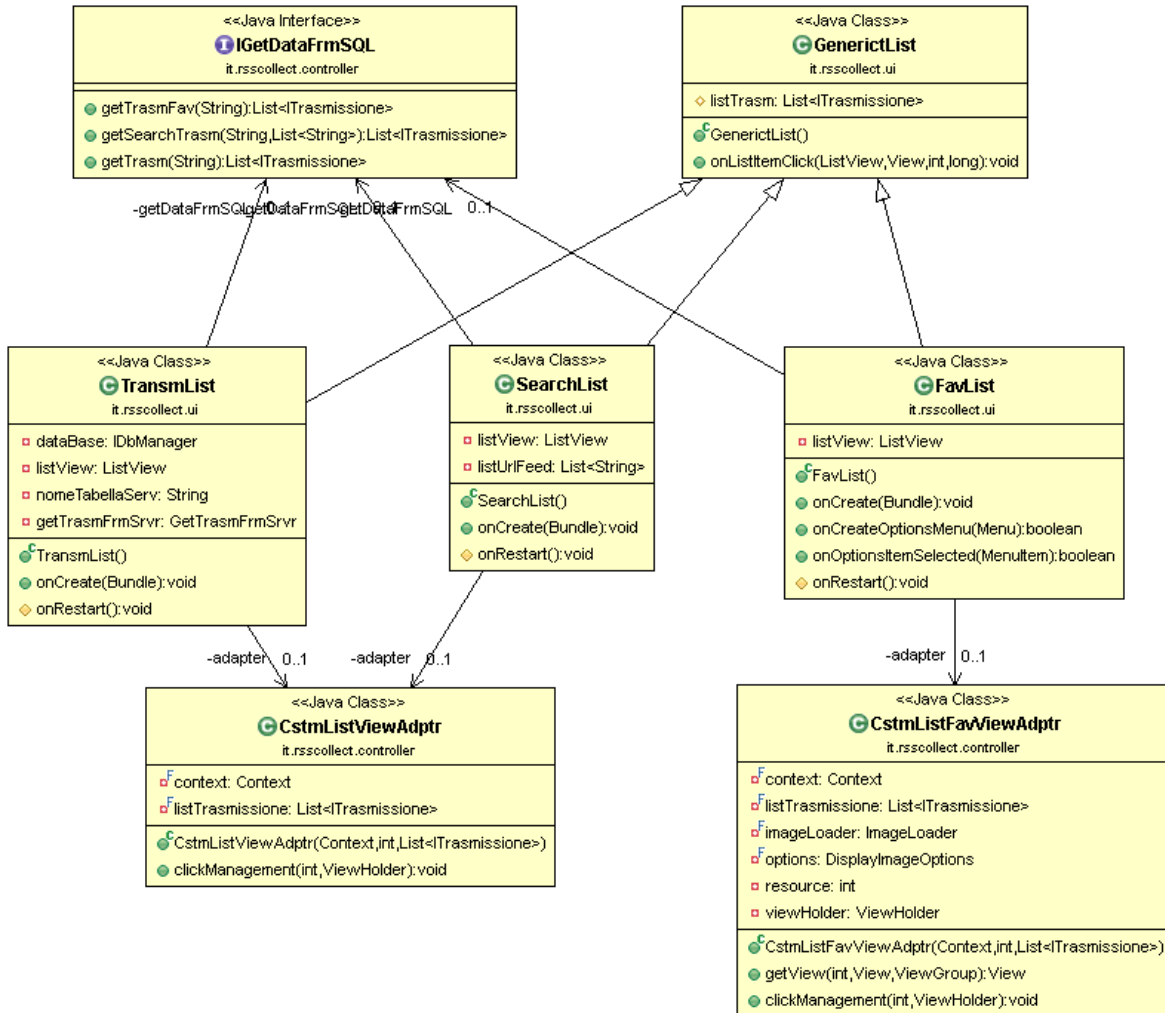 <<Java Interface>>
IGetDataFrmSQL
it.rsscollect.controller
getTrasmFav(String):List<ITrasmissione>
getSearchTrasm(String,List<String>):List<ITrasmissione>
getTrasm(String):List<ITrasmissione>
<<Java Class>>
GenerictList
it.rsscollect.ui
listTrasm: List<ITrasmissione>
GenerictList()
onListItemClick(ListView,View,int,long):void
-getDataFrmSQL 0..1
-getDataFrmSQL 0..1
-getDataFrmSQL 0..1
<<Java Class>>
TransmList
it.rsscollect.ui
dataBase: IDbManager
listView: ListView
nomeTabellaServ: String
getTrasmFrmSrvr: GetTrasmFrmSrvr
TransmList()
onCreate(Bundle):void
onRestart():void
<<Java Class>>
SearchList
it.rsscollect.ui
listView: ListView
listUrlFeed: List<String>
SearchList()
onCreate(Bundle):void
onRestart():void
<<Java Class>>
FavList
it.rsscollect.ui
listView: ListView
FavList()
onCreate(Bundle):void
onCreateOptionsMenu(Menu):boolean
onOptionsItemSelected(MenuItem):boolean
onRestart():void
-adapter 0..1
-adapter 0..1
-adapter 0..1
<<Java Class>>
CstmListViewAdptr
it.rsscollect.controller
context: Context
listTrasmissione: List<ITrasmissione>
CstmListViewAdptr(Context,int,List<ITrasmissione>)
clickManagement(int,ViewHolder):void
<<Java Class>>
CstmListFavViewAdptr
it.rsscollect.controller
context: Context
listTrasmissione: List<ITrasmissione>
imageLoader: ImageLoader
options: DisplayImageOptions
resource: int
viewHolder: ViewHolder
CstmListFavViewAdptr(Context,int,List<ITrasmissione>)
getView(int,View,ViewGroup):View
clickManagement(int,ViewHolder):void